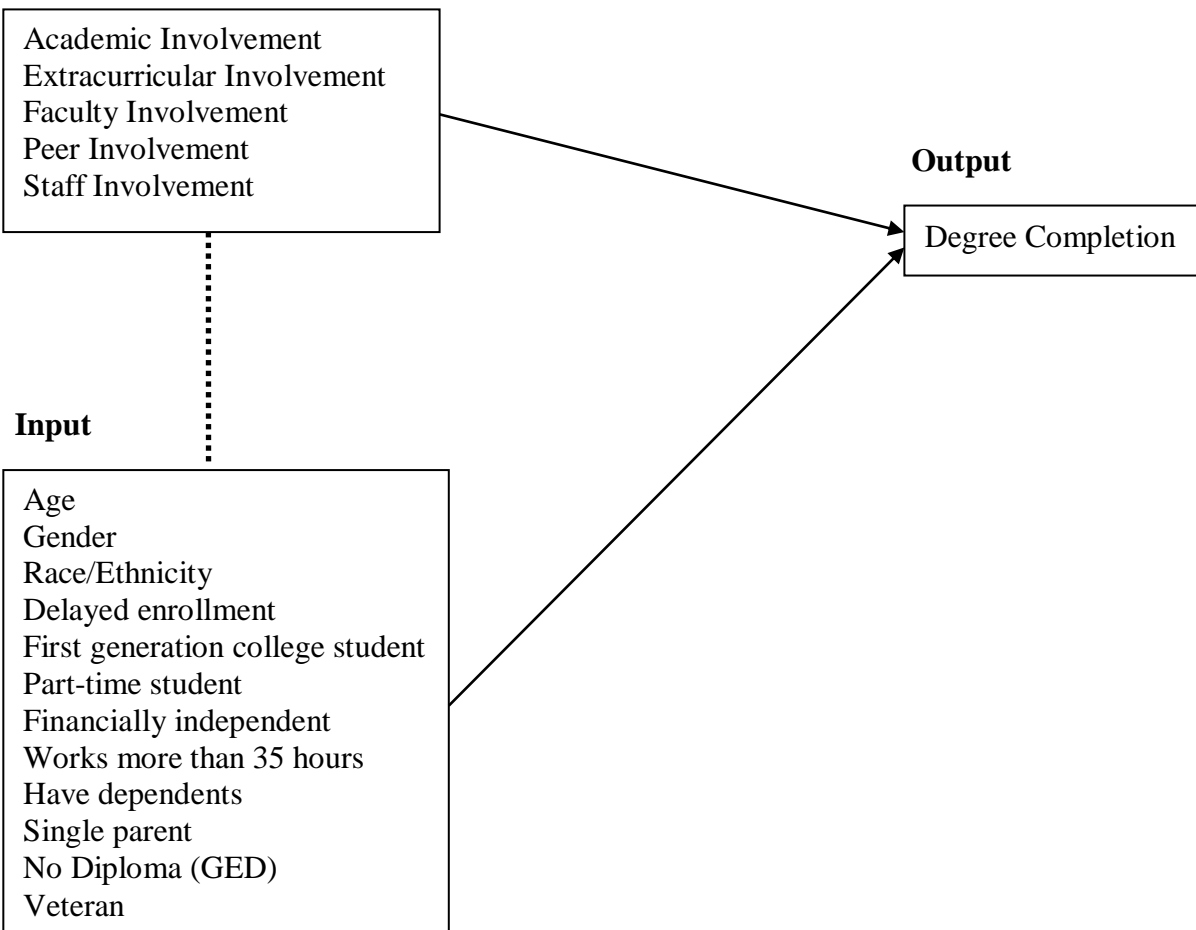 Academic Involvement
Extracurricular Involvement
Faculty Involvement
Peer Involvement
Staff Involvement
Output
Degree Completion
Input
Age
Gender
Race/Ethnicity
Delayed enrollment
First generation college student
Part-time student
Financially independent
Works more than 35 hours
Have dependents
Single parent
No Diploma (GED)
Veteran